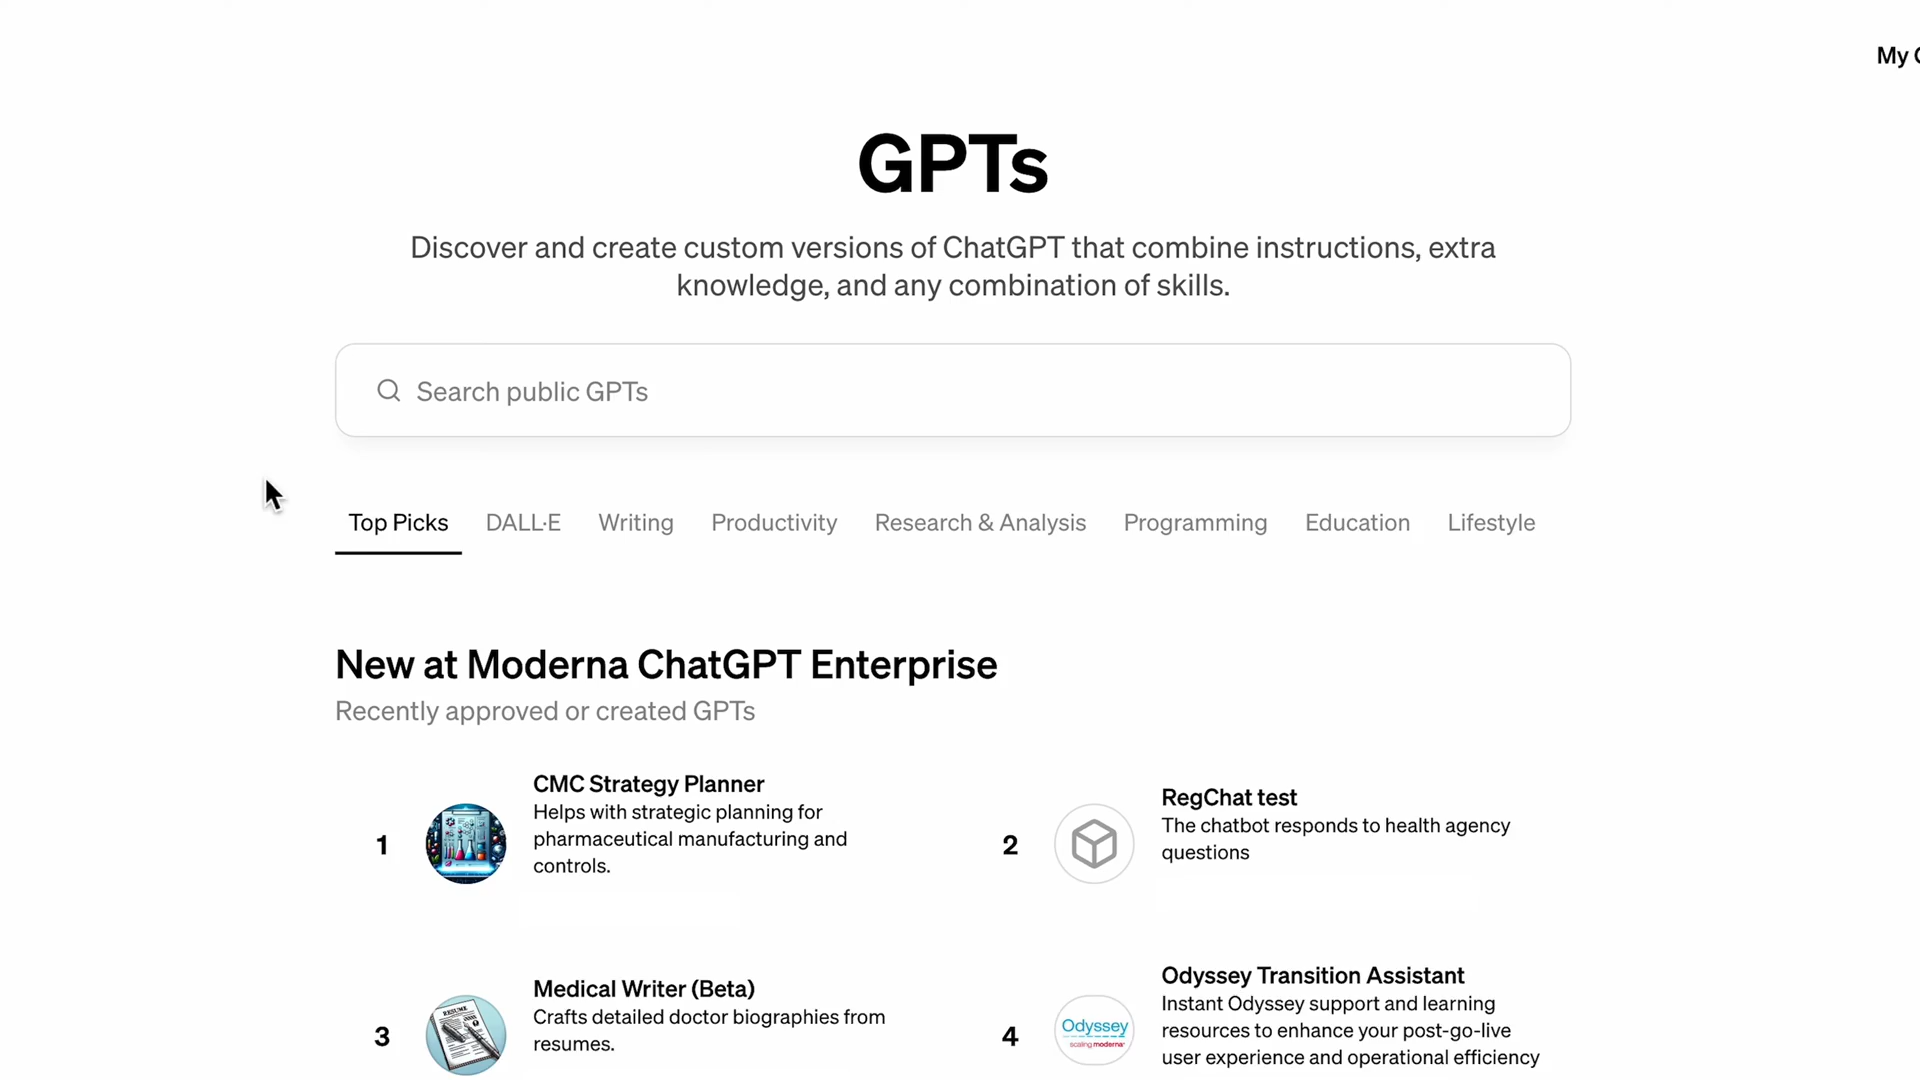 My
GPTs
Discover and create custom versions of ChatGPT that combine instructions, extra
knowledge, and any combination of skills.
Search public GPTs
Top Picks DALL·E Writing Productivity Research & Analysis Programming Education Lifestyle
New at Moderna ChatGPT Enterprise
Recently approved or created GPTs
1
CMC Strategy Planner
Helps with strategic planning for
pharmaceutical manufacturing and
controls.
2
RegChat test
The chatbot responds to health agency
questions
3
RESUME
Medical Writer (Beta)
Crafts detailed doctor biographies from
resumes.
4
Odyssey
scaling moderna
Odyssey Transition Assistant
Instant Odyssey support and learning
resources to enhance your post-go-live
user experience and operational efficiency